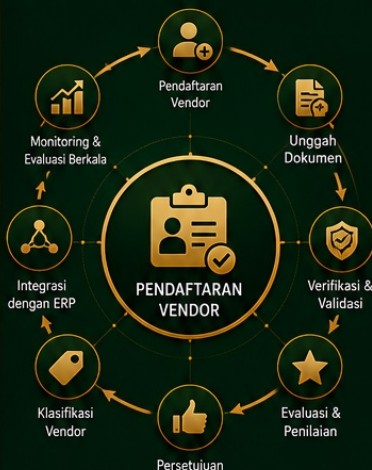 Pendaftaran
Vendor
Unggah
Dokumen
Verifikasi &
Validasi
Evaluasi &
Penilaian
Persetujuan
Klasifikasi
Vendor
Integrasi
dengan ERP
Monitoring &
Evaluasi Berkala
PENDAFTARAN
VENDOR